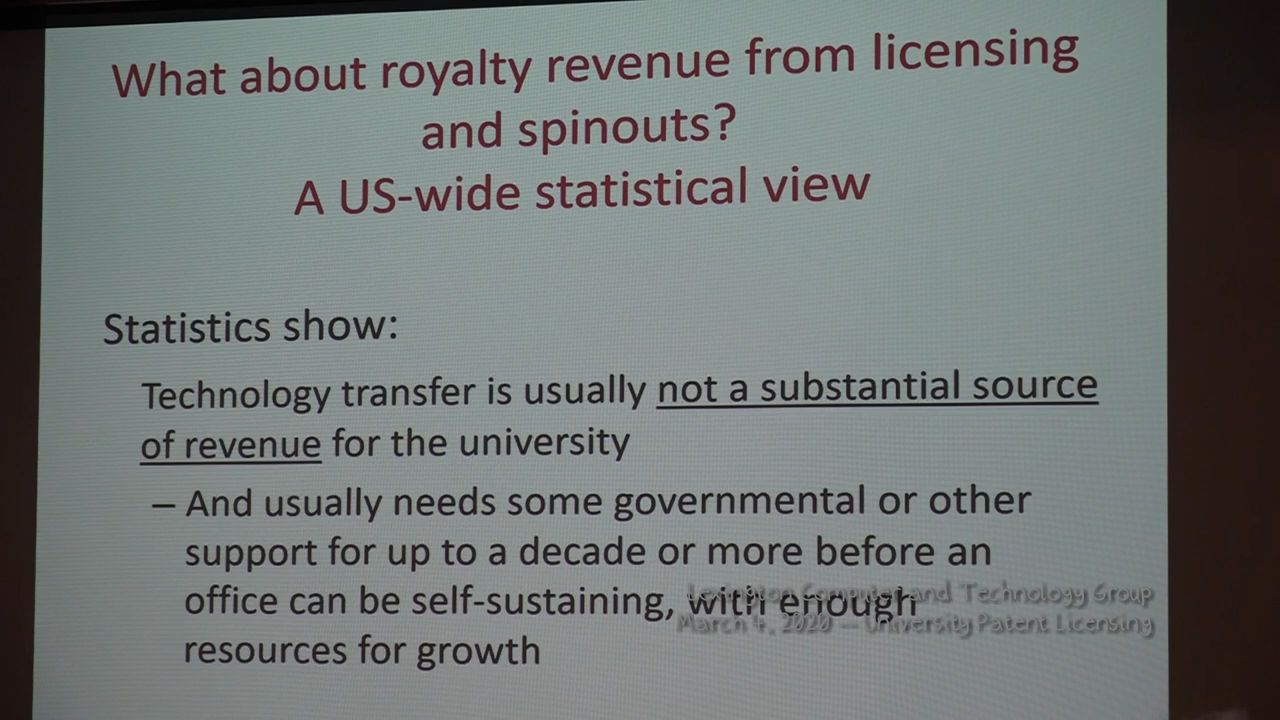 What about royalty revenue from licensing
and spinouts?
A US-wide statistical view
Statistics show:
Technology transfer is usually not a substantial source
of revenue for the university
– And usually needs some governmental or other
support for up to a decade or more before an
office can be self-sustaining, with enough
resources for growth
Lexington Computer and Technology Group
March 4, 2020 — University Patent Licensing